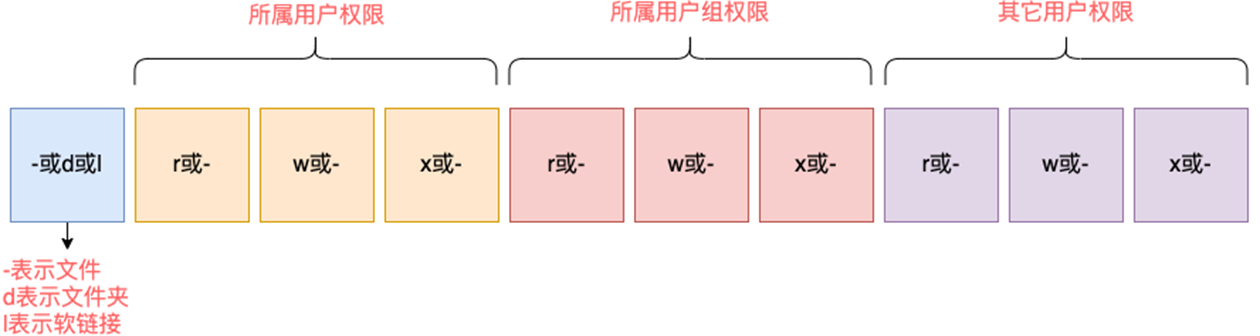 所属用户权限
所属用户组权限
其它用户权限
-或d或l
r或-
w或-
x或-
r或-
w或-
x或-
r或-
w或-
x或-
-表示文件
d表示文件夹
l表示软链接